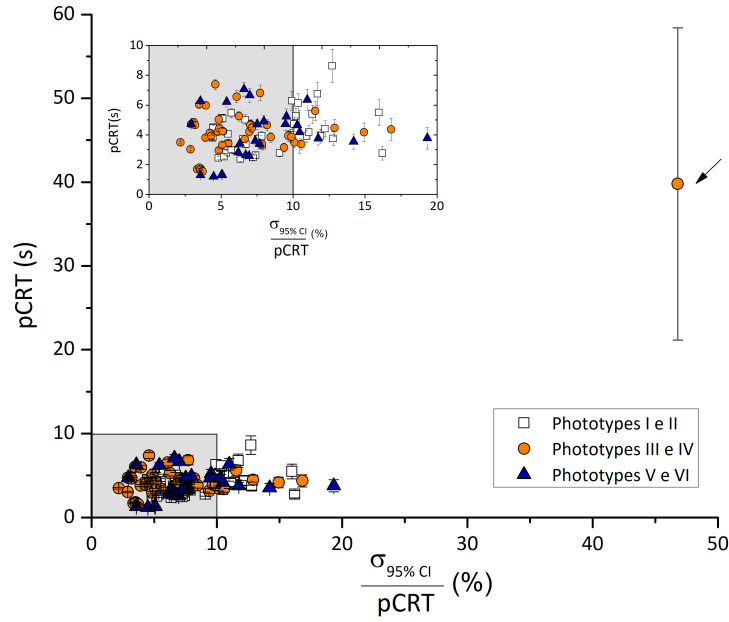 60
50
40
30
20
10
0
pCRT (s)
0 10 20 30 40 50
σ95% CI
pCRT
(%)
10
8
6
4
2
0
pCRT(s)
0 5 10 15 20
σ95% CI (%)
pCRT
Phototypes I e II
Phototypes III e IV
Phototypes V e VI